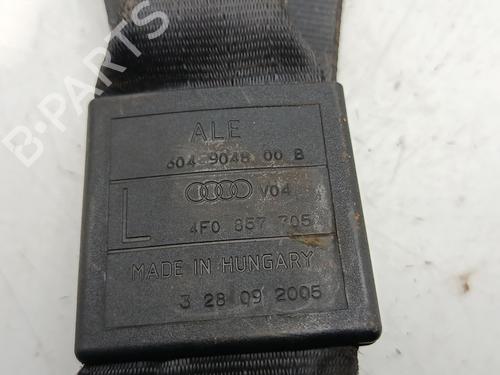 ALE
604 9048 00 B
L
V04
4F0 857 705
MADE IN HUNGARY
3 28 09 2005
B-PARTS